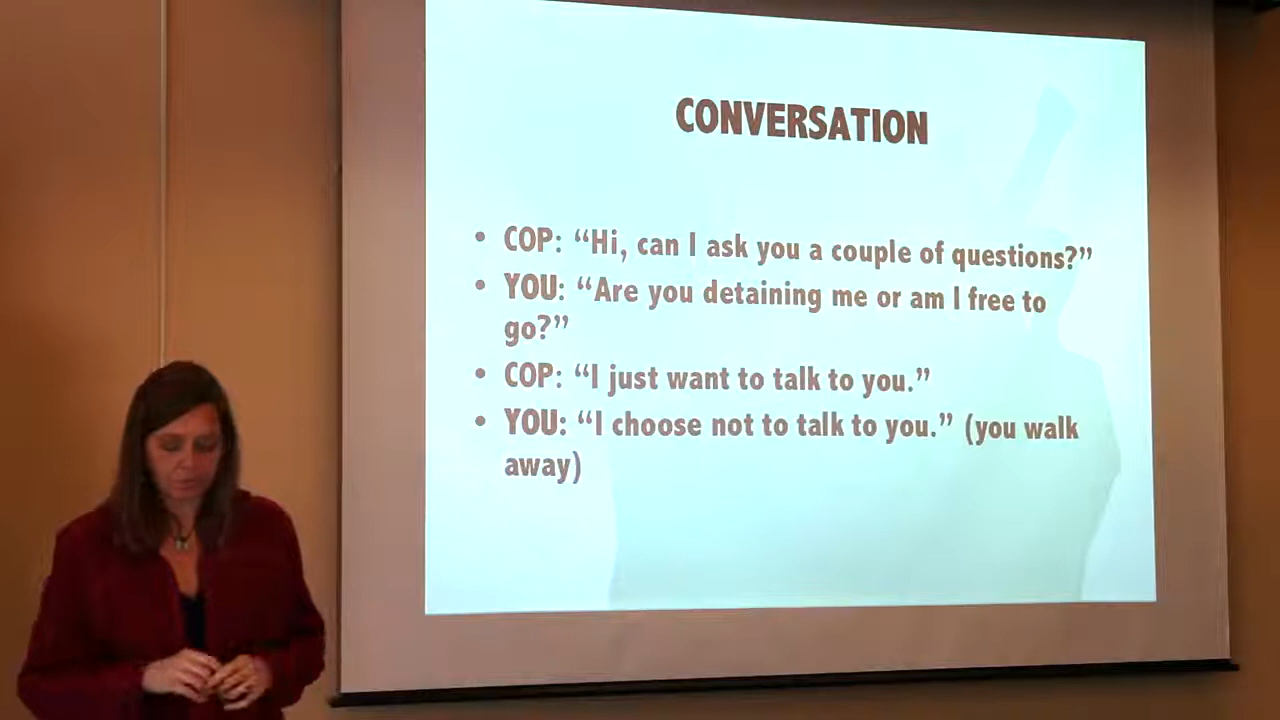 CONVERSATION
• COP: “Hi, can I ask you a couple of questions?”
• YOU: “Are you detaining me or am I free to
go?”
• COP: “I just want to talk to you.”
• YOU: “I choose not to talk to you.” (you walk
away)